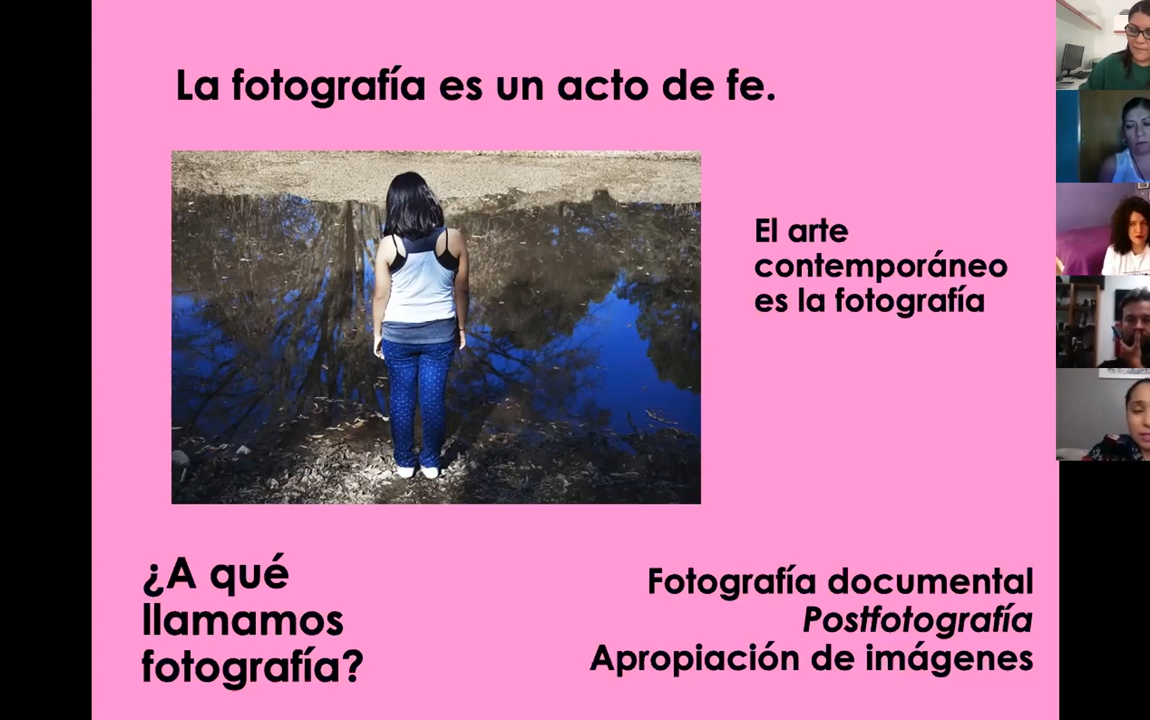 La fotografía es un acto de fe.
El arte
contemporáneo
es la fotografía
¿A qué
llamamos
fotografía?
Fotografía documental
Postfotografía
Apropiación de imágenes